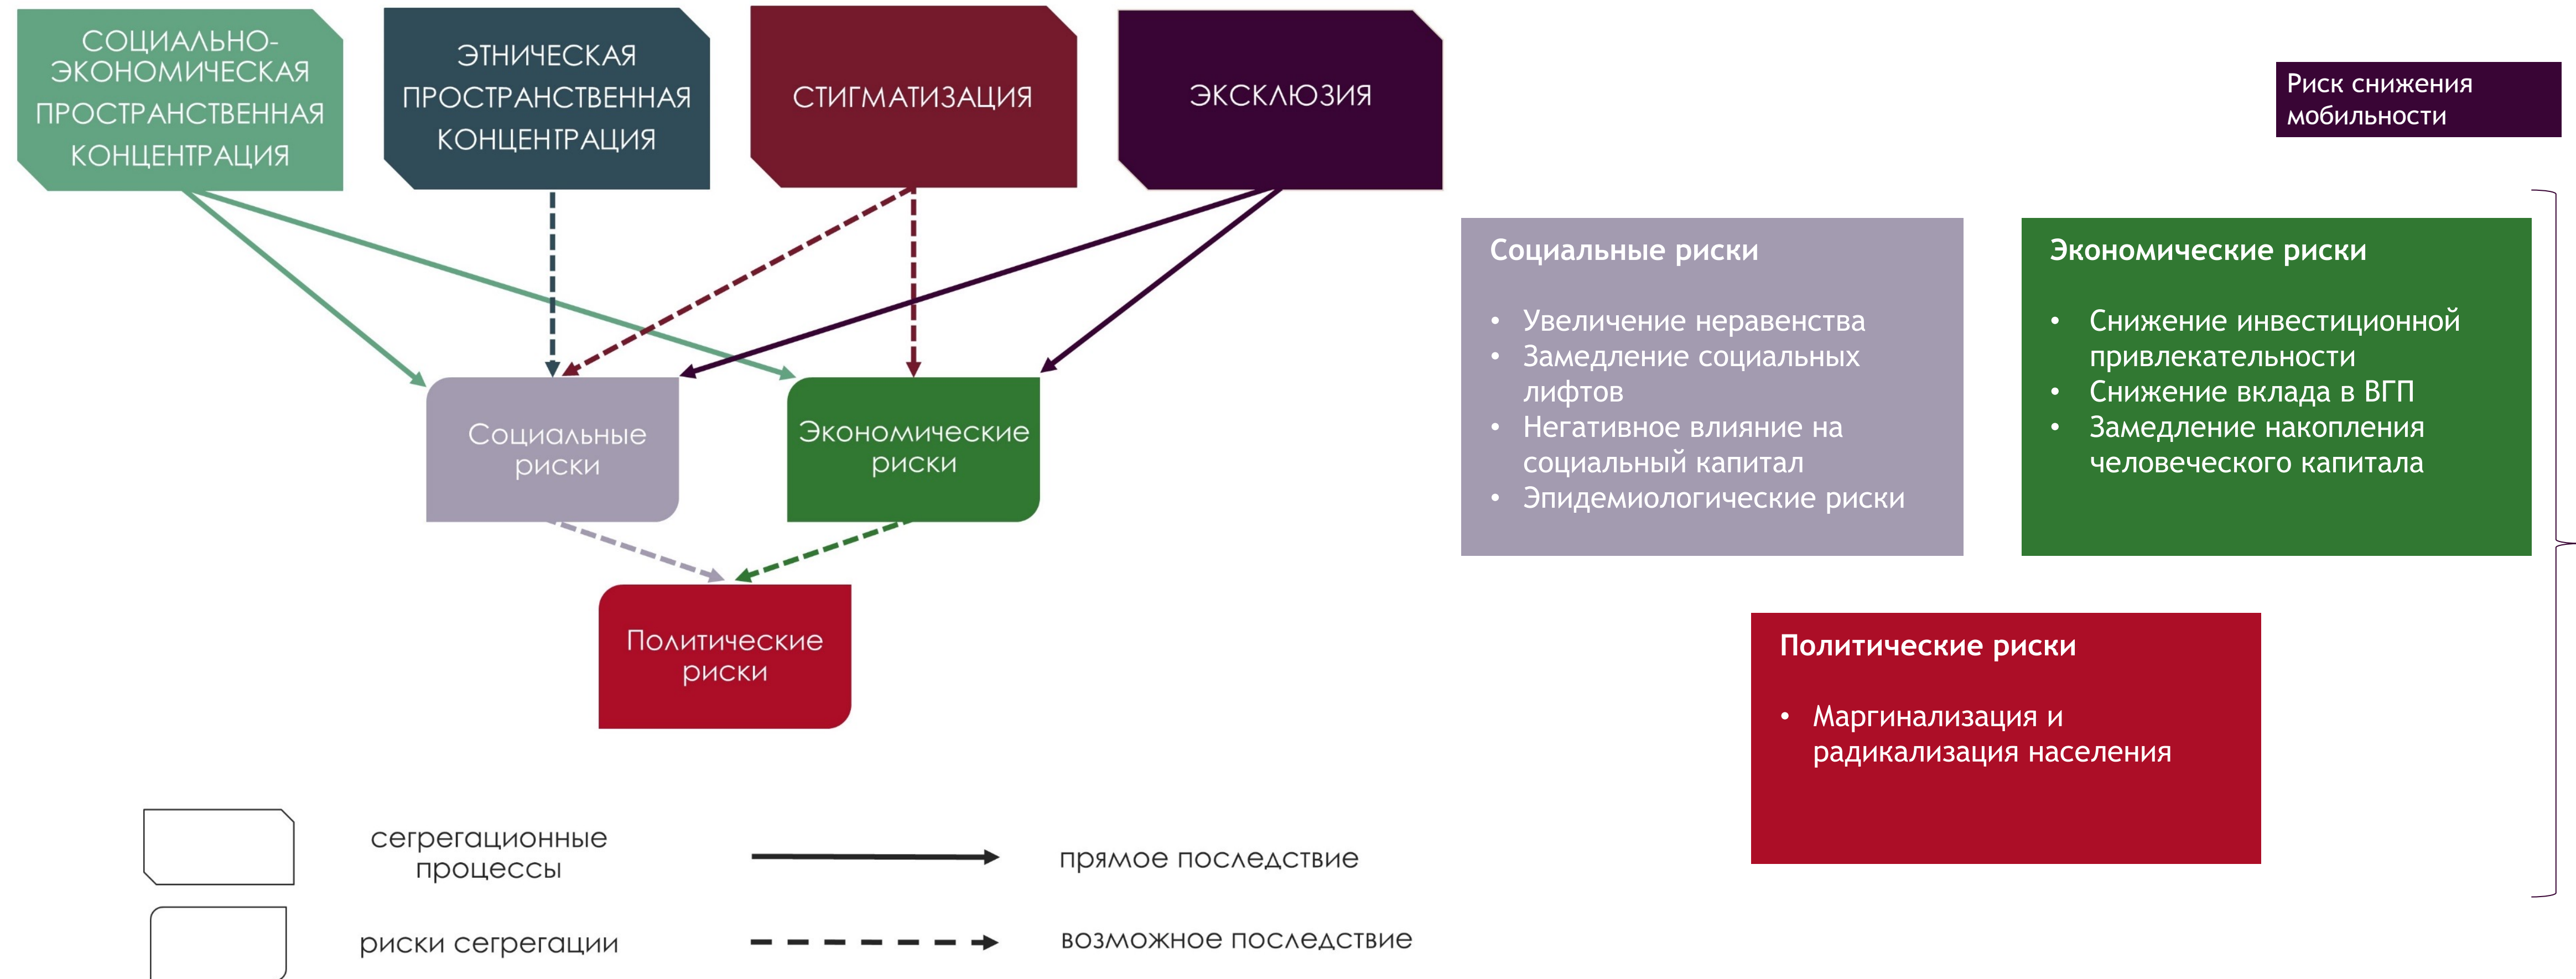 СОЦИАЛЬНО-
ЭКОНОМИЧЕСКАЯ
ПРОСТРАНСТВЕННАЯ
КОНЦЕНТРАЦИЯ
ЭТНИЧЕСКАЯ
ПРОСТРАНСТВЕННАЯ
КОНЦЕНТРАЦИЯ
СТИГМАТИЗАЦИЯ
ЭКСКЛЮЗИЯ
Риск снижения
мобильности
Социальные
риски
Экономические
риски
Политические
риски
Социальные риски
• Увеличение неравенства
• Замедление социальных
лифтов
• Негативное влияние на
социальный капитал
• Эпидемиологические риски
Экономические риски
• Снижение инвестиционной
привлекательности
• Снижение вклада в ВГП
• Замедление накопления
человеческого капитала
Политические риски
• Маргинализация и
радикализация населения
сегрегационные
процессы
прямое последствие
риски сегрегации
возможное последствие